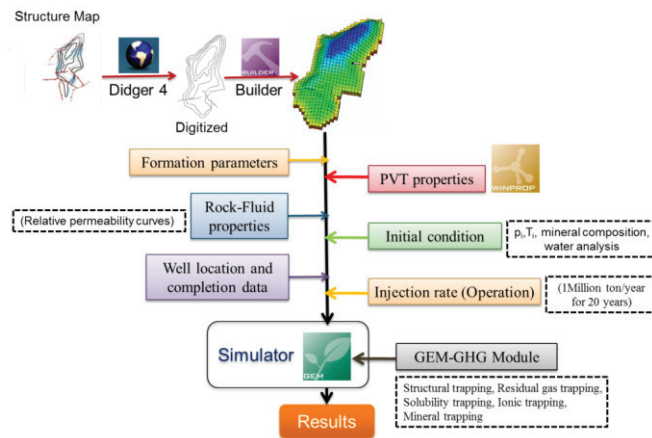 Structure Map
Didger 4
Digitized
BUILDER
Builder
Formation parameters
PVT properties
WINPROP
(Relative permeability curves)
Rock-Fluid
properties
Initial condition
pᵢ,Tᵢ, mineral composition,
water analysis
Well location and
completion data
Injection rate (Operation)
(1Million ton/year
for 20 years)
Simulator
GEM
GEM-GHG Module
Structural trapping, Residual gas trapping,
Solubility trapping, Ionic trapping,
Mineral trapping
Results